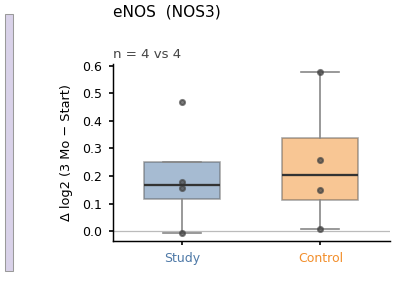 eNOS (NOS3)
n = 4 vs 4
Δ log2 (3 Mo − Start)
0.6
0.5
0.4
0.3
0.2
0.1
0.0
Study
Control